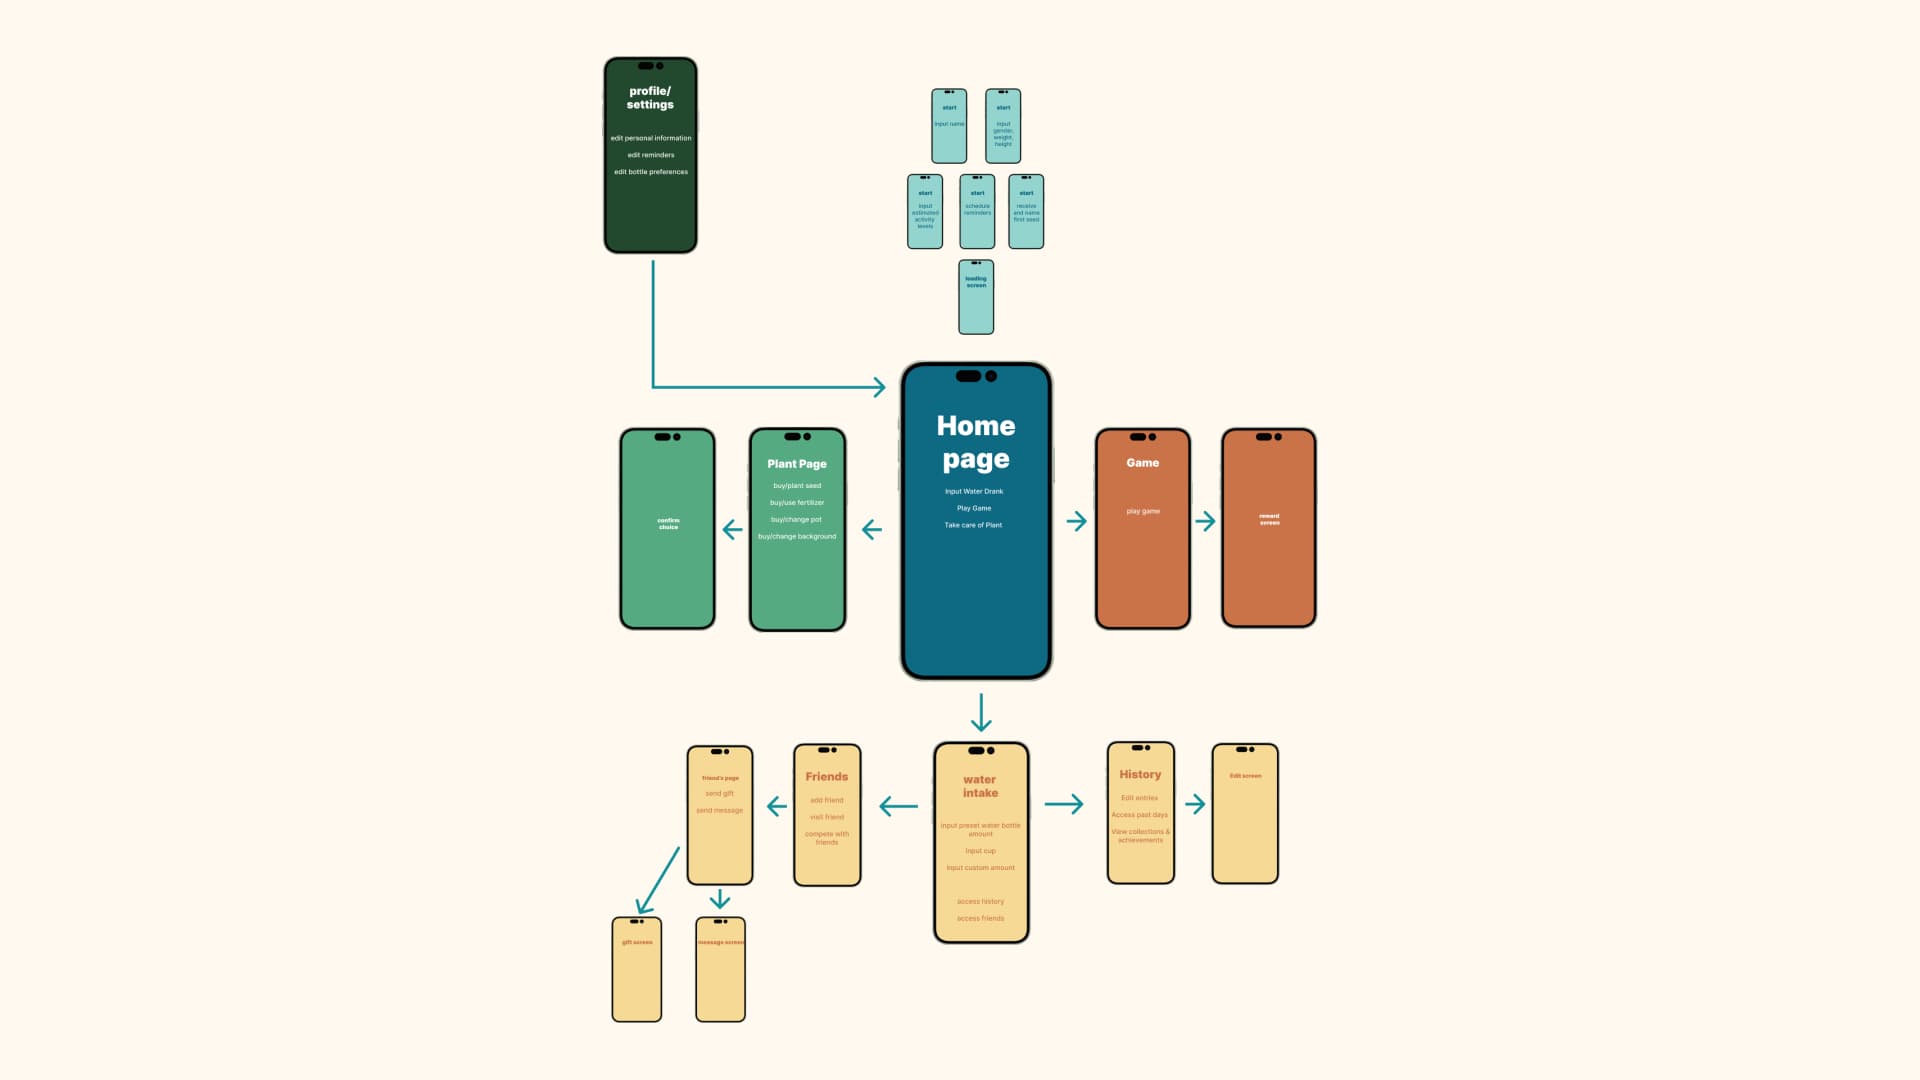 profile/
settings
edit personal information
edit reminders
edit bottle preferences
start
input name
start
input
gender,
weight,
height
start
input
estimated
activity
levels
start
schedule
reminders
start
receive
and name
first seed
loading
screen
Home
page
Input Water Drank
Play Game
Take care of Plant
confirm
choice
Plant Page
buy/plant seed
buy/use fertilizer
buy/change pot
buy/change background
Game
play game
reward
screen
friend's page
send gift
send message
Friends
add friend
visit friend
compete with
friends
water
intake
input preset water bottle
amount
Input cup
input custom amount
access history
access friends
History
Edit entries
Access past days
View collections &
achievements
Edit screen
gift screen
message screen